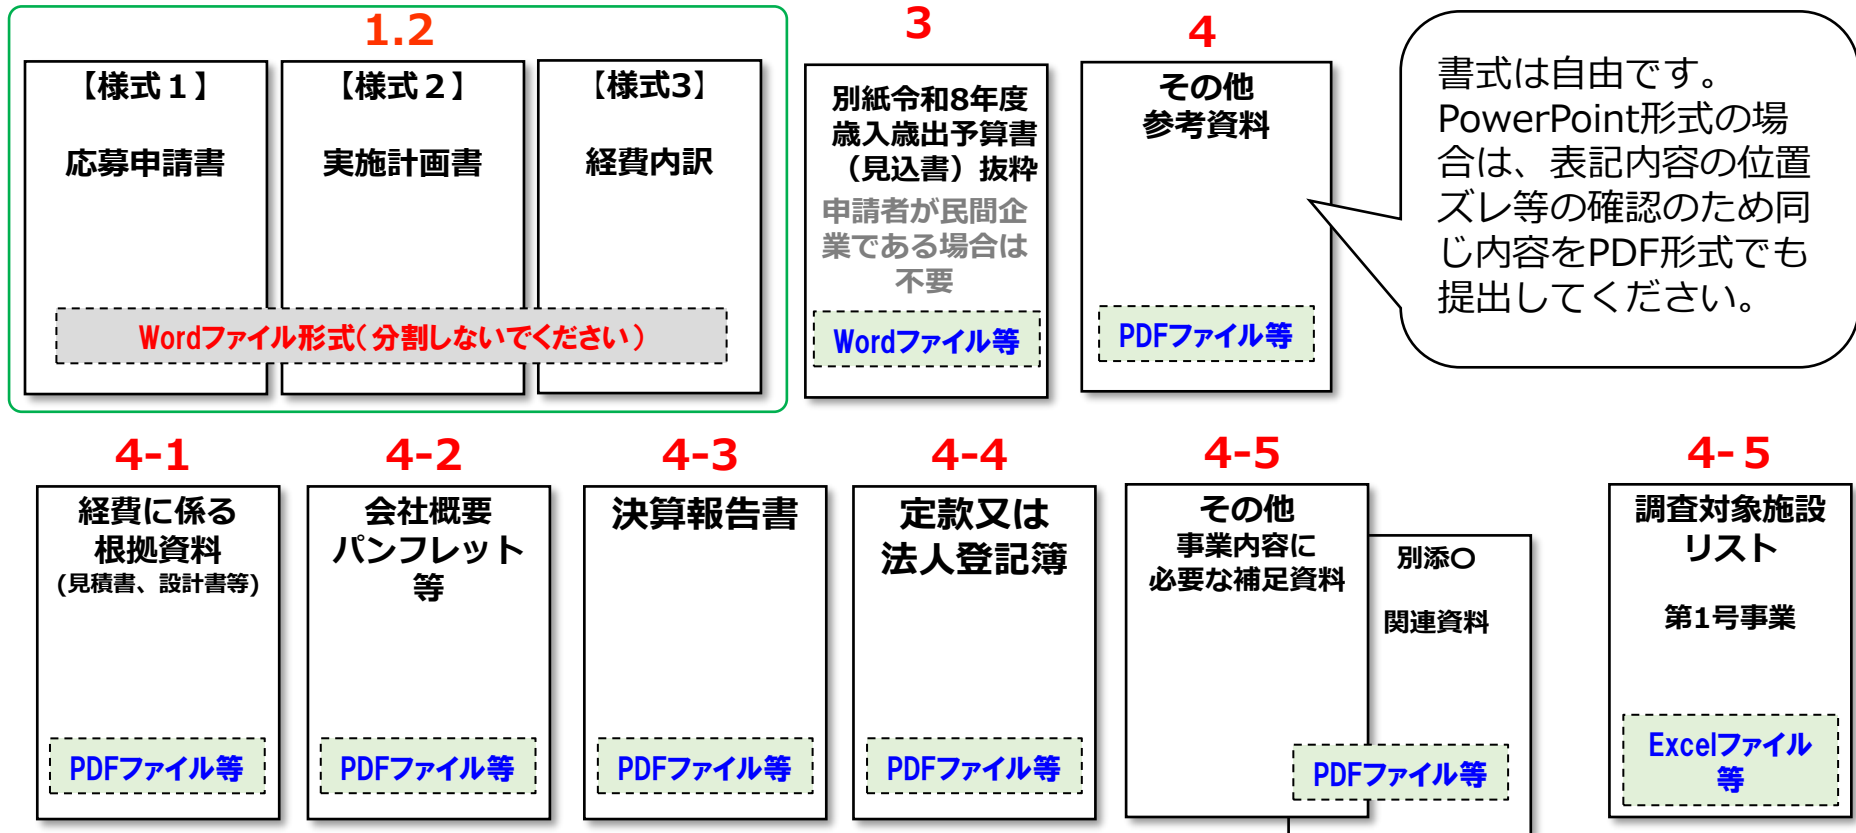 1.2
【様式１】
応募申請書
【様式２】
実施計画書
【様式3】
経費内訳
Wordファイル形式（分割しないでください）
3
別紙令和8年度
歳入歳出予算書
（見込書）抜粋
申請者が民間企
業である場合は
不要
Wordファイル等
4
その他
参考資料
PDFファイル等
書式は自由です。
PowerPoint形式の場
合は、表記内容の位置
ズレ等の確認のため同
じ内容をPDF形式でも
提出してください。
4-1
経費に係る
根拠資料
(見積書、設計書等)
PDFファイル等
4-2
会社概要
パンフレット
等
PDFファイル等
4-3
決算報告書
PDFファイル等
4-4
定款又は
法人登記簿
PDFファイル等
4-5
その他
事業内容に
必要な補足資料
別添〇
関連資料
PDFファイル等
4-５
調査対象施設
リスト
第1号事業
Excelファイル
等